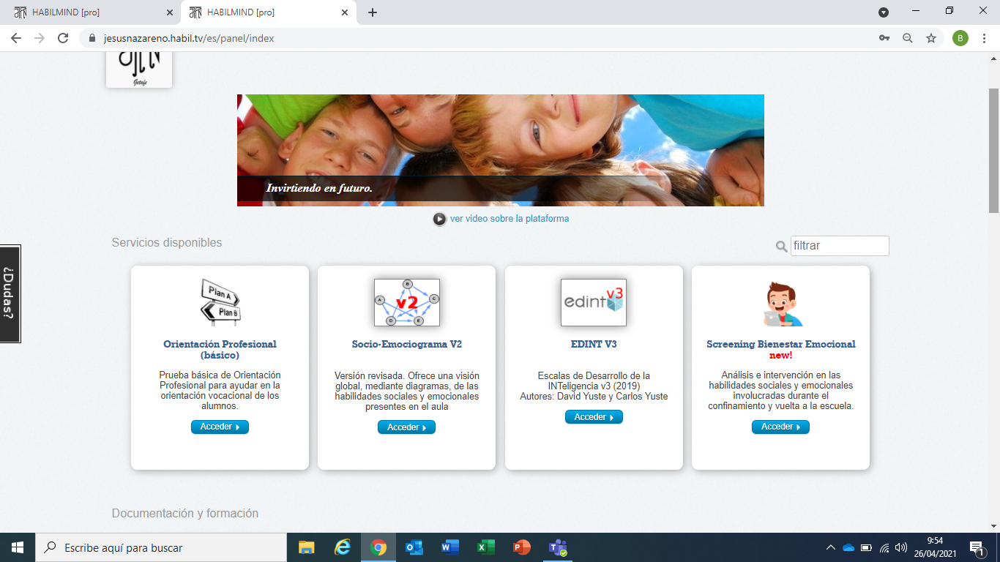 HABILMIND [pro]
HABILMIND [pro]
jesusnazareno.habil.tv/es/panel/index
B
Getafe
Invirtiendo en futuro.
ver video sobre la plataforma
Servicios disponibles
filtrar
¿Dudas?
Plan A
Plan B
Orientación Profesional
(básico)
Prueba básica de Orientación
Profesional para ayudar en la
orientación vocacional de los
alumnos.
Acceder
B
A
C
v2
D
E
Socio-Emociograma V2
Versión revisada. Ofrece una visión
global, mediante diagramas, de las
habilidades sociales y emocionales
presentes en el aula
Acceder
edint v3
EDINT V3
Escalas de Desarrollo de la
INTeligencia v3 (2019)
Autores: David Yuste y Carlos Yuste
Acceder
Screening Bienestar Emocional
new!
Análisis e intervención en las
habilidades sociales y emocionales
involucradas durante el
confinamiento y vuelta a la escuela.
Acceder
Documentación y formación
Escribe aquí para buscar
9:54
26/04/2021
1